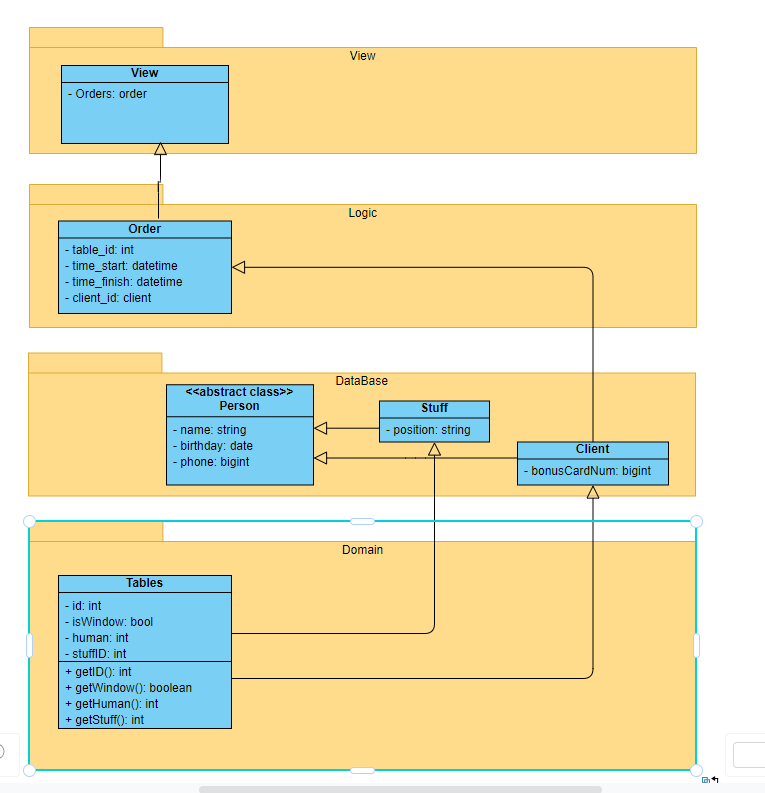 View
View
- Orders: order
Logic
Order
- table_id: int
- time_start: datetime
- time_finish: datetime
- client_id: client
DataBase
<<abstract class>>
Person
- name: string
- birthday: date
- phone: bigint
Stuff
- position: string
Client
- bonusCardNum: bigint
Domain
Tables
- id: int
- isWindow: bool
- human: int
- stuffID: int
+ getID(): int
+ getWindow(): boolean
+ getHuman(): int
+ getStuff(): int